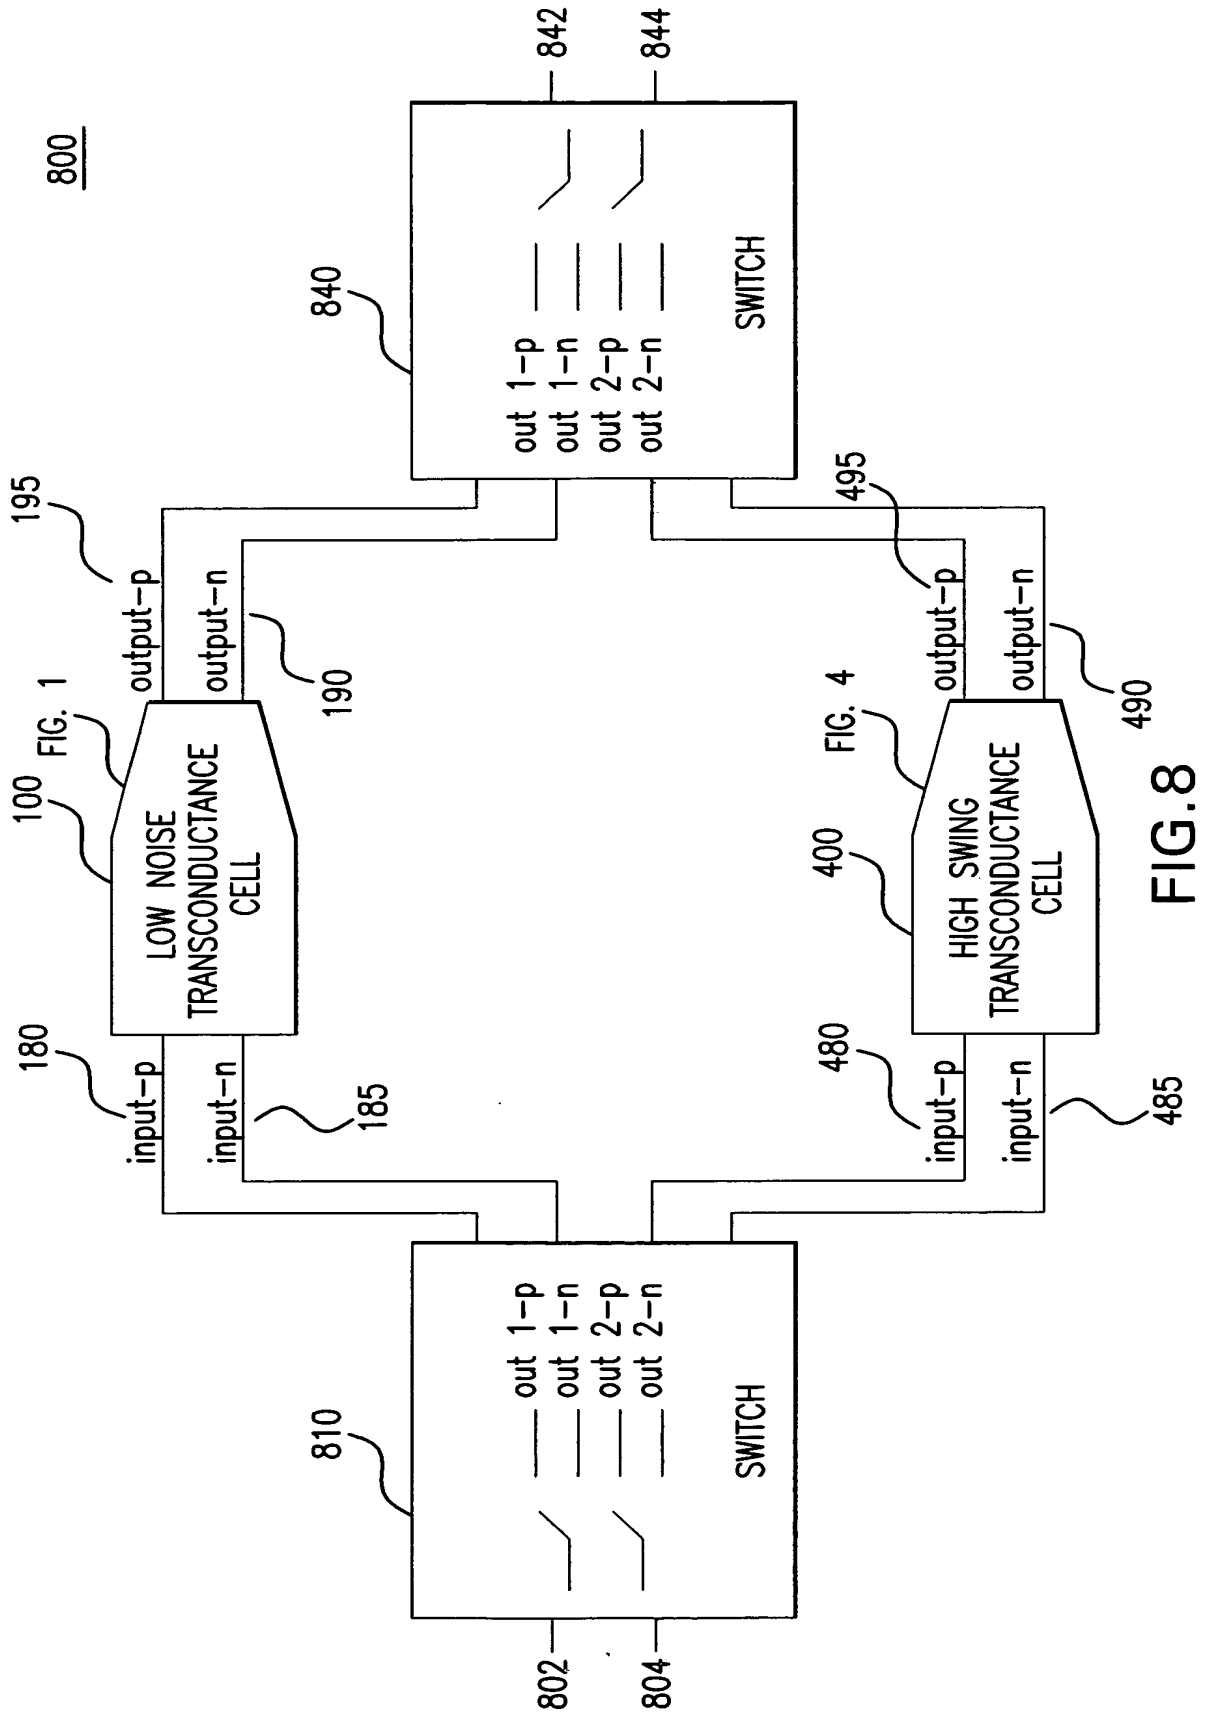 800
195
output-p
output-n
190
100
FIG. 1
LOW NOISE
TRANSCONDUCTANCE
CELL
180
input-p
input-n
185
810
out 1-p
out 1-n
out 2-p
out 2-n
SWITCH
802
804
840
out 1-p
out 1-n
out 2-p
out 2-n
SWITCH
842
844
495
output-p
output-n
490
400
FIG. 4
HIGH SWING
TRANSCONDUCTANCE
CELL
480
input-p
input-n
485
FIG.8